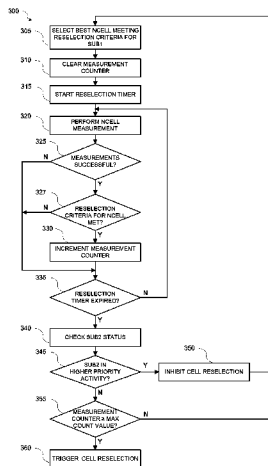 300
305
SELECT BEST NCELL MEETING
RESELECTION CRITERIA FOR
SUB1
310
CLEAR MEASUREMENT
COUNTER
315
START RESELECTION TIMER
320
PERFORM NCELL
MEASUREMENT
325
MEASUREMENTS
SUCCESSFUL?
N
Y
327
RESELECTION
CRITERIA FOR NCELL
MET?
N
Y
330
INCREMENT MEASUREMENT
COUNTER
335
RESELECTION
TIMER EXPIRED?
N
Y
340
CHECK SUB2 STATUS
345
SUB2 IN
HIGHER PRIORITY
ACTIVITY?
Y
350
INHIBIT CELL RESELECTION
N
355
MEASUREMENT
COUNTER ≥ MAX
COUNT VALUE?
N
Y
360
TRIGGER CELL RESELECTION